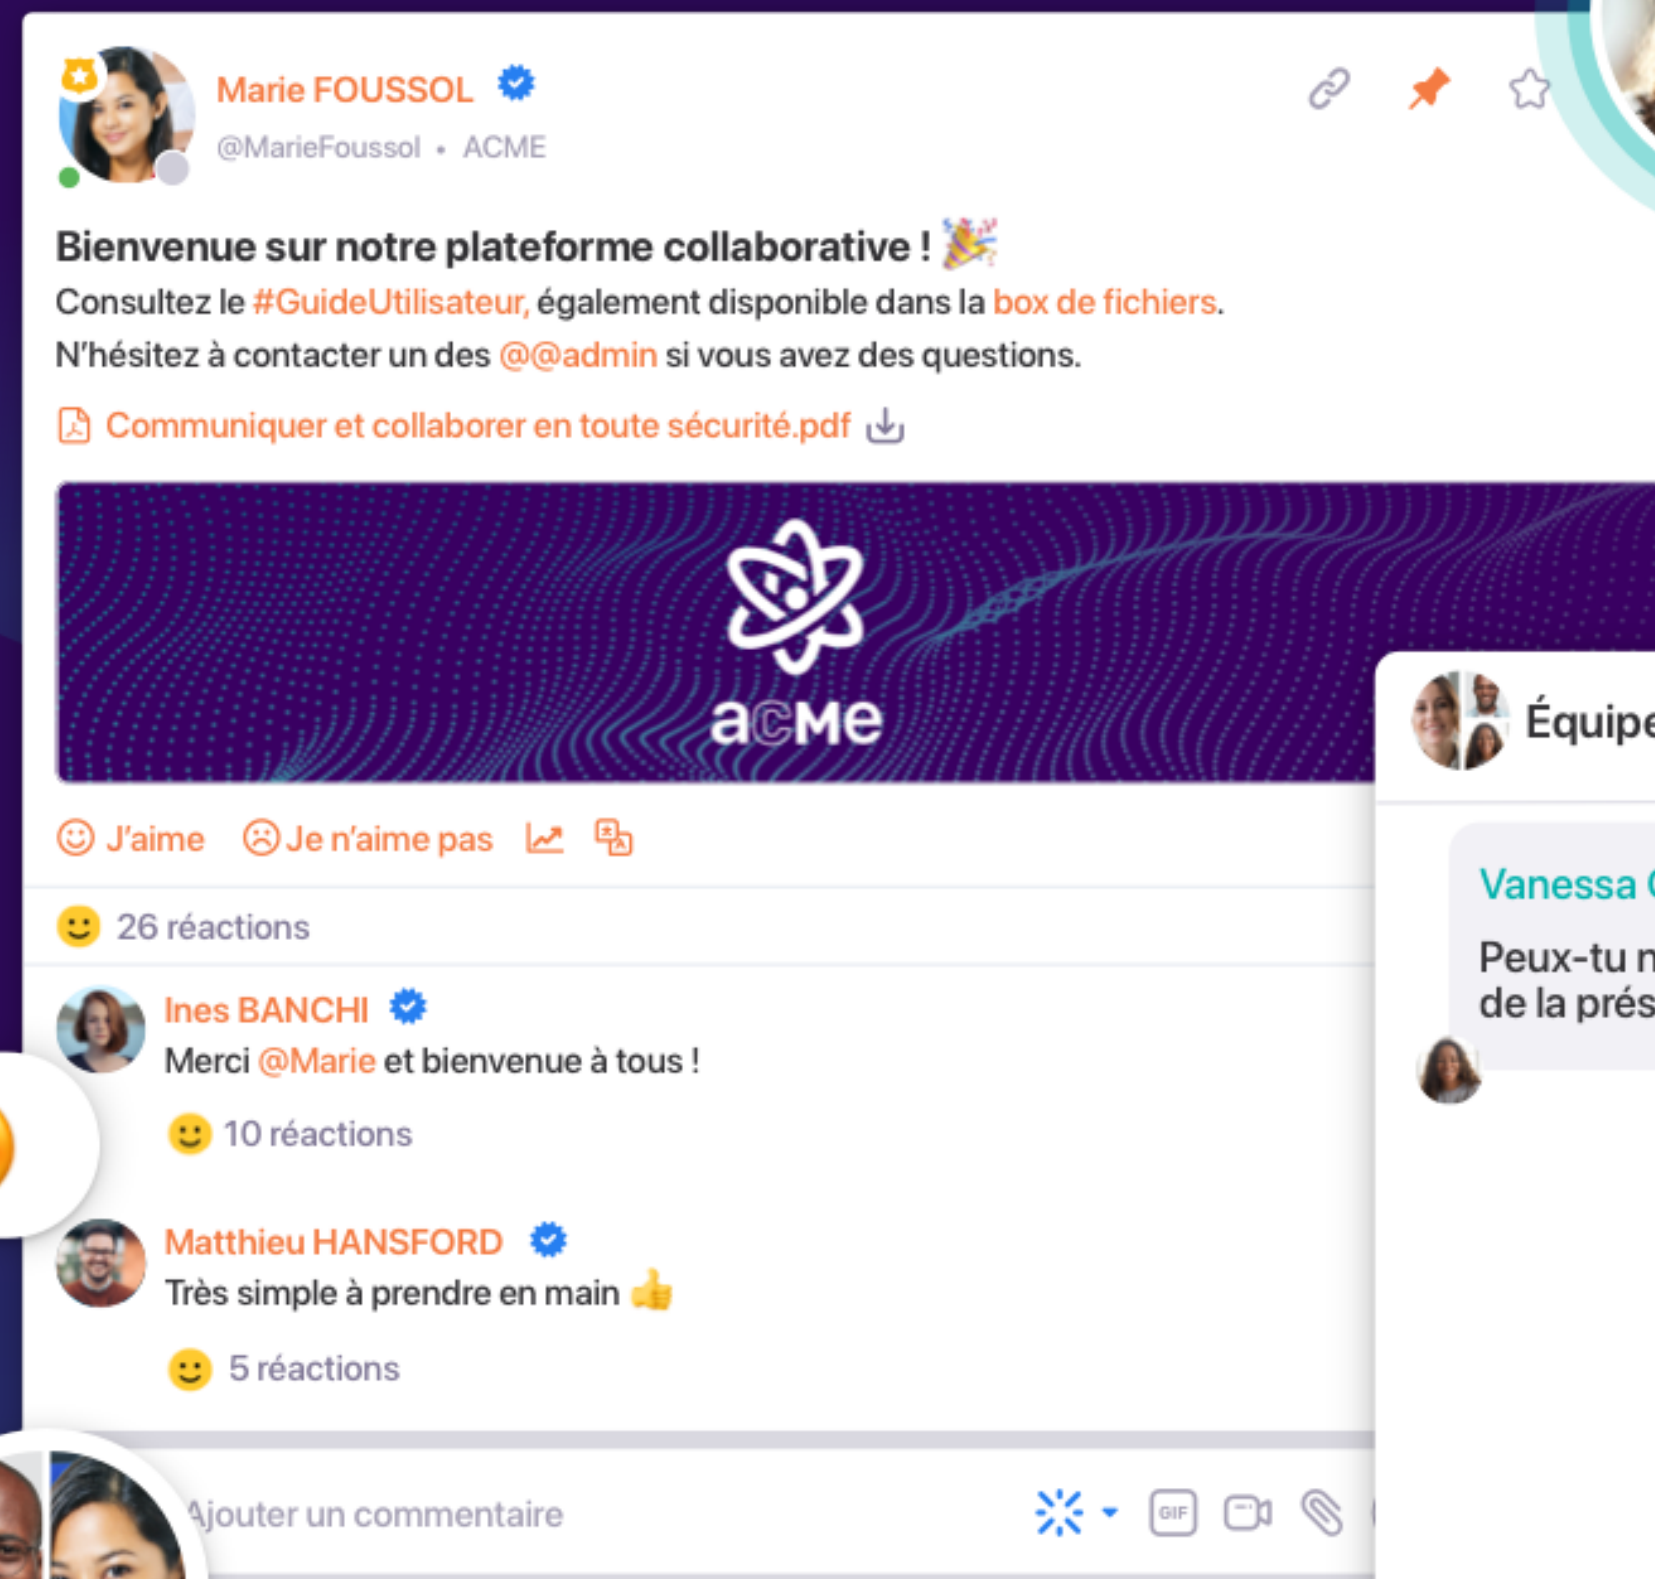 Marie FOUSSOL
@MarieFoussol • ACME
Bienvenue sur notre plateforme collaborative ! 🎉
Consultez le #GuideUtilisateur, également disponible dans la box de fichiers.
N’hésitez à contacter un des @@admin si vous avez des questions.
Communiquer et collaborer en toute sécurité.pdf
aCMe
J’aime Je n’aime pas
26 réactions
Ines BANCHI
Merci @Marie et bienvenue à tous !
10 réactions
Matthieu HANSFORD
Très simple à prendre en main 👍
5 réactions
Ajouter un commentaire
GIF
Équipe
Vanessa
Peux-tu
de la